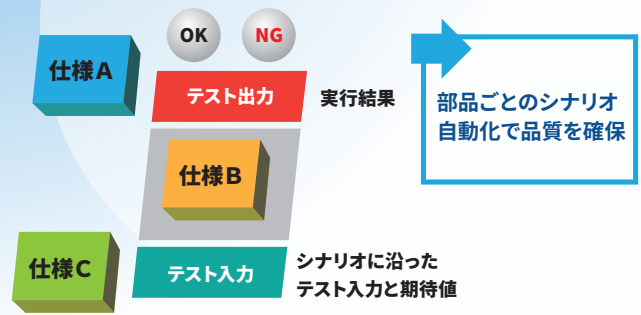 OK
NG
仕様A
テスト出力
実行結果
部品ごとのシナリオ
自動化で品質を確保
仕様B
仕様C
テスト入力
シナリオに沿った
テスト入力と期待値